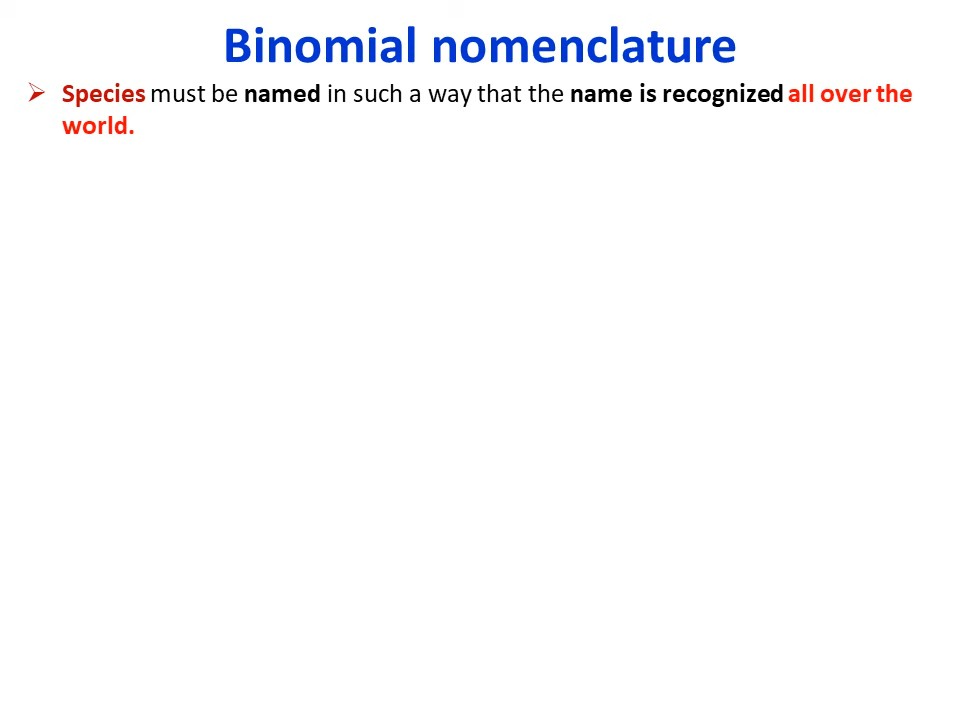 Binomial nomenclature
➢ Species must be named in such a way that the name is recognized all over the
world.